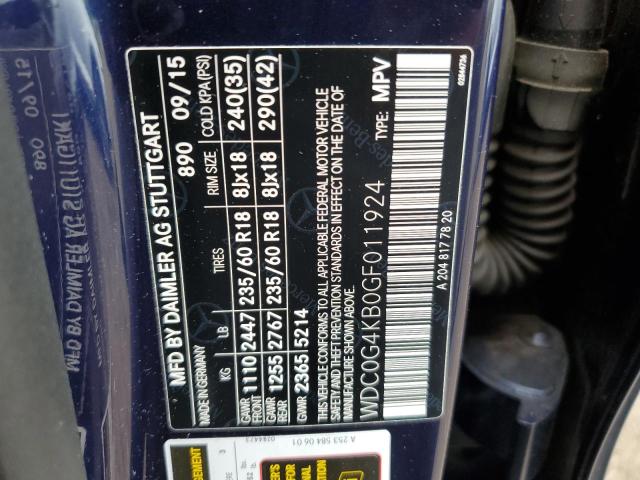 MFD BY DAIMLER AG STUTTGART
MADE IN GERMANY 890 09/15
KG LB TIRES RIM SIZE COLD KPA(PSI)
GAWR FRONT 1110 2447 235/60 R18 8Jx18 240(35)
GAWR REAR 1255 2767 235/60 R18 8Jx18 290(42)
GVWR 2365 5214
THIS VEHICLE CONFORMS TO ALL APPLICABLE FEDERAL MOTOR VEHICLE
SAFETY AND THEFT PREVENTION STANDARDS IN EFFECT ON THE DATE OF
MANUFACTURE SHOWN ABOVE.
WDC0G4KB0GF011924 TYPE: MPV
A 204 817 78 20
Mercedes-Benz
A 253 584 06 01